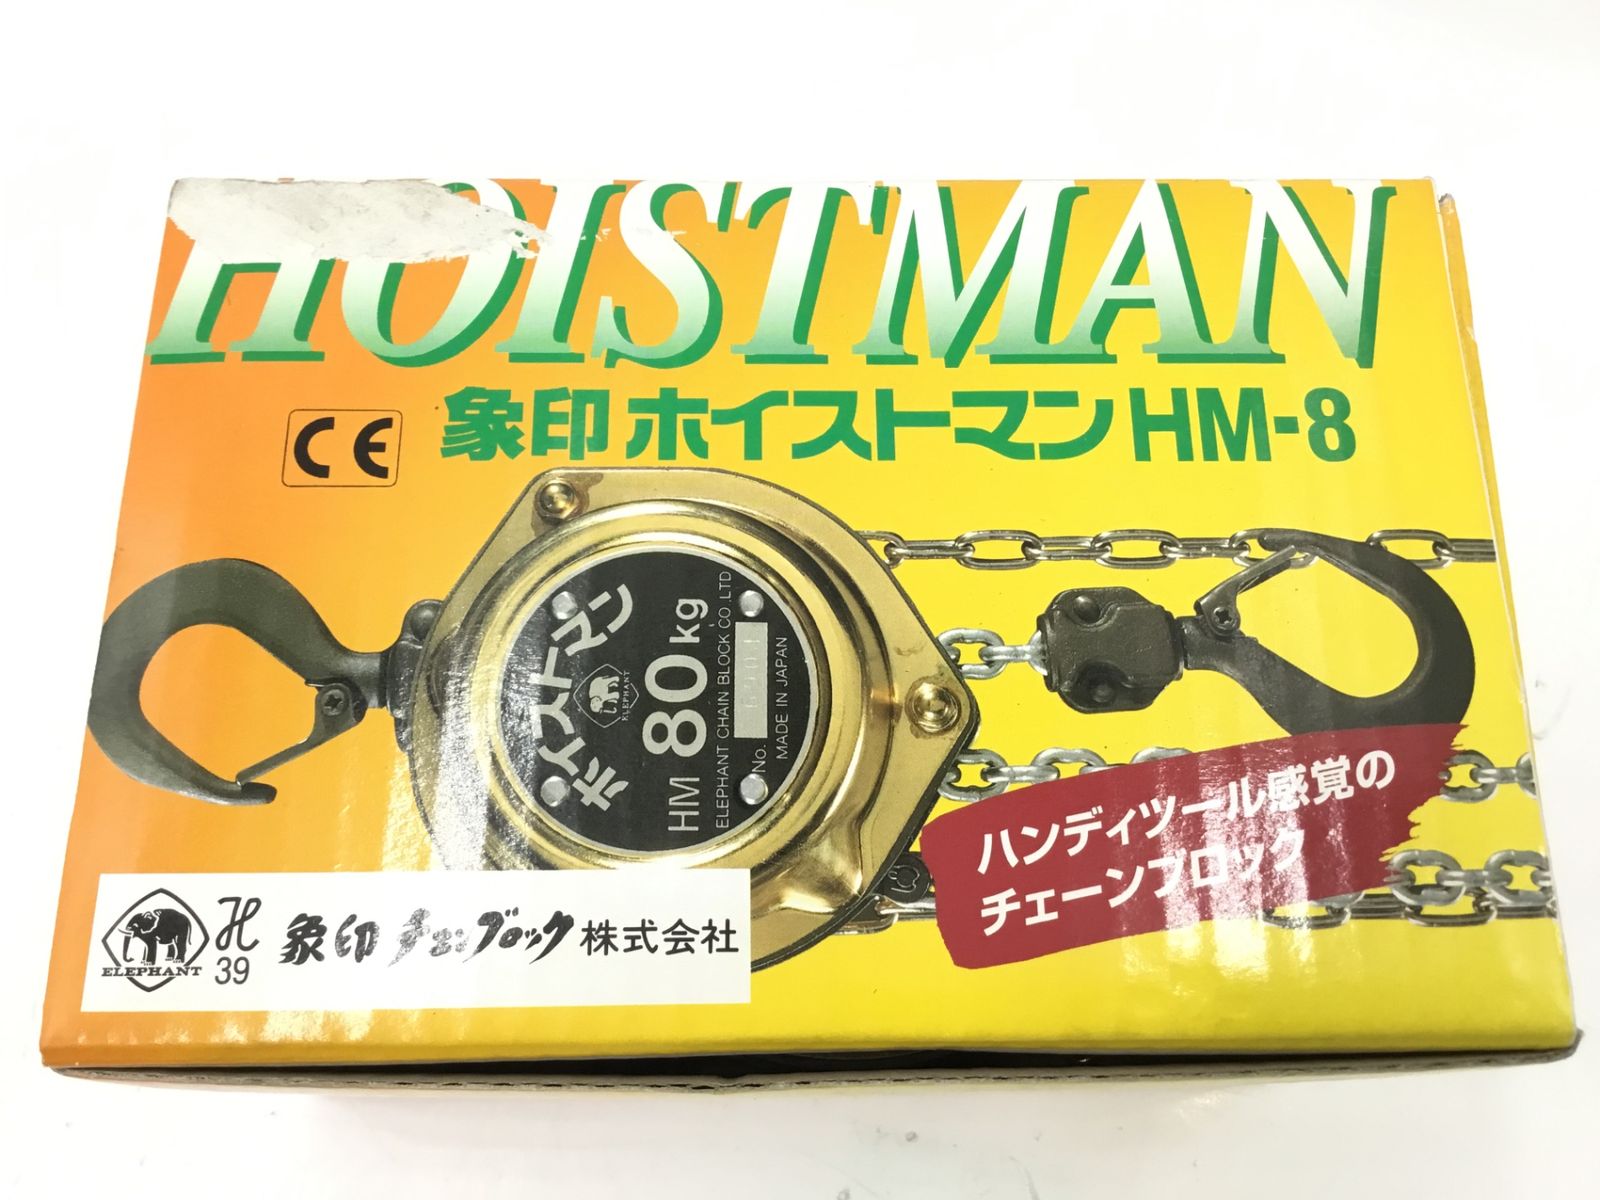 HOISTMAN
CE
象印ホイストマンHM-8
ホイストマン
ELEPHANT
HM 80kg
ELEPHANT CHAIN BLOCK CO.,LTD
No.
MADE IN JAPAN
ハンディツール感覚の
チェーンブロック
ELEPHANT
39
象印チェンブロック株式会社